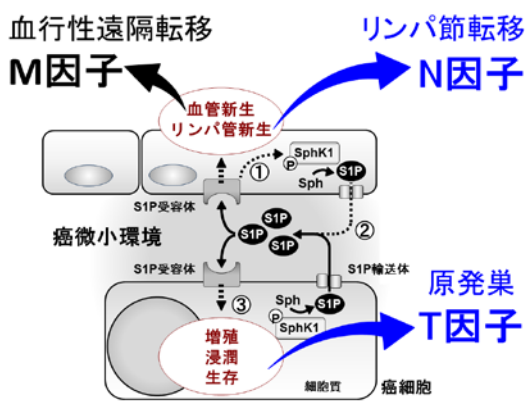 血行性遠隔転移
M因子
リンパ節転移
N因子
血管新生
リンパ管新生
①
SphK1
P
Sph
S1P
S1P受容体
②
癌微小環境
S1P
S1P
S1P
S1P受容体
S1P輸送体
③
Sph
S1P
P
SphK1
増殖
浸潤
生存
原発巣
T因子
細胞質
癌細胞